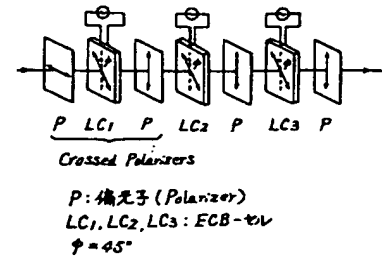 φ φ φ
P LC1 P LC2 P LC3 P
Crossed Polarizers
P : 偏光子 (Polarizer)
LC1, LC2, LC3 : ECB-セル
φ = 45°